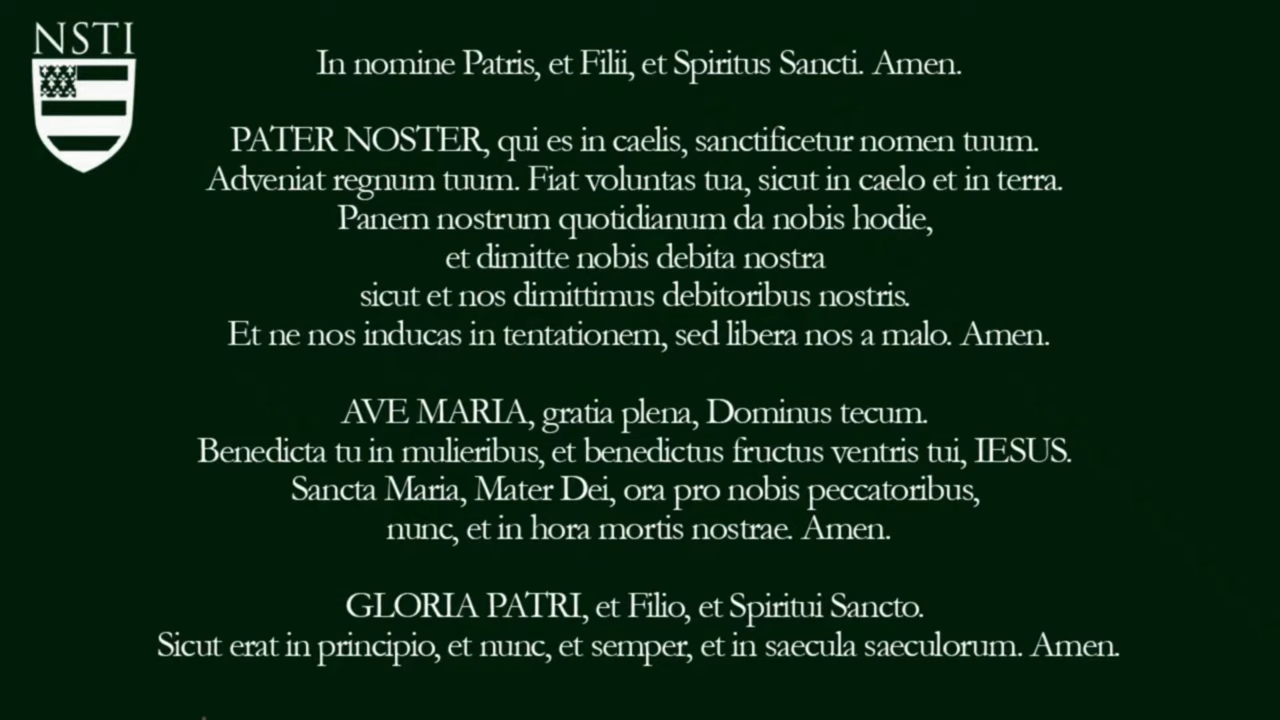 NSTI
In nomine Patris, et Filii, et Spiritus Sancti. Amen.
PATER NOSTER, qui es in caelis, sanctificetur nomen tuum.
Adveniat regnum tuum. Fiat voluntas tua, sicut in caelo et in terra.
Panem nostrum quotidianum da nobis hodie,
et dimitte nobis debita nostra
sicut et nos dimittimus debitoribus nostris.
Et ne nos inducas in tentationem, sed libera nos a malo. Amen.
AVE MARIA, gratia plena, Dominus tecum.
Benedicta tu in mulieribus, et benedictus fructus ventris tui, IESUS.
Sancta Maria, Mater Dei, ora pro nobis peccatoribus,
nunc, et in hora mortis nostrae. Amen.
GLORIA PATRI, et Filio, et Spiritui Sancto.
Sicut erat in principio, et nunc, et semper, et in saecula saeculorum. Amen.